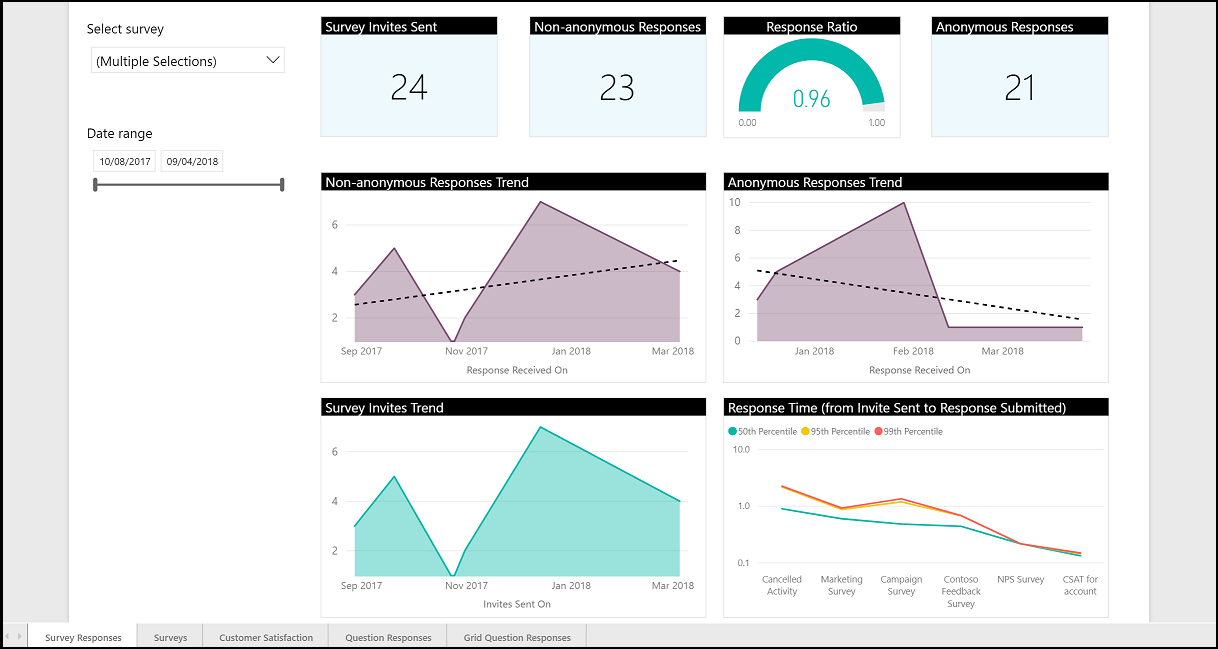 Select survey
(Multiple Selections)
Date range
10/08/2017 09/04/2018
Survey Invites Sent
24
Non-anonymous Responses
23
Response Ratio
0.96
0.00 1.00
Anonymous Responses
21
Non-anonymous Responses Trend
6
4
2
Sep 2017 Nov 2017 Jan 2018 Mar 2018
Response Received On
Anonymous Responses Trend
10
8
6
4
2
0
Jan 2018 Feb 2018 Mar 2018
Response Received On
Survey Invites Trend
6
4
2
Sep 2017 Nov 2017 Jan 2018 Mar 2018
Invites Sent On
Response Time (from Invite Sent to Response Submitted)
50th Percentile 95th Percentile 99th Percentile
10.0
1.0
0.1
Cancelled Marketing Campaign Contoso NPS Survey CSAT for
Activity Survey Survey Feedback account
Survey
Survey Responses Surveys Customer Satisfaction Question Responses Grid Question Responses